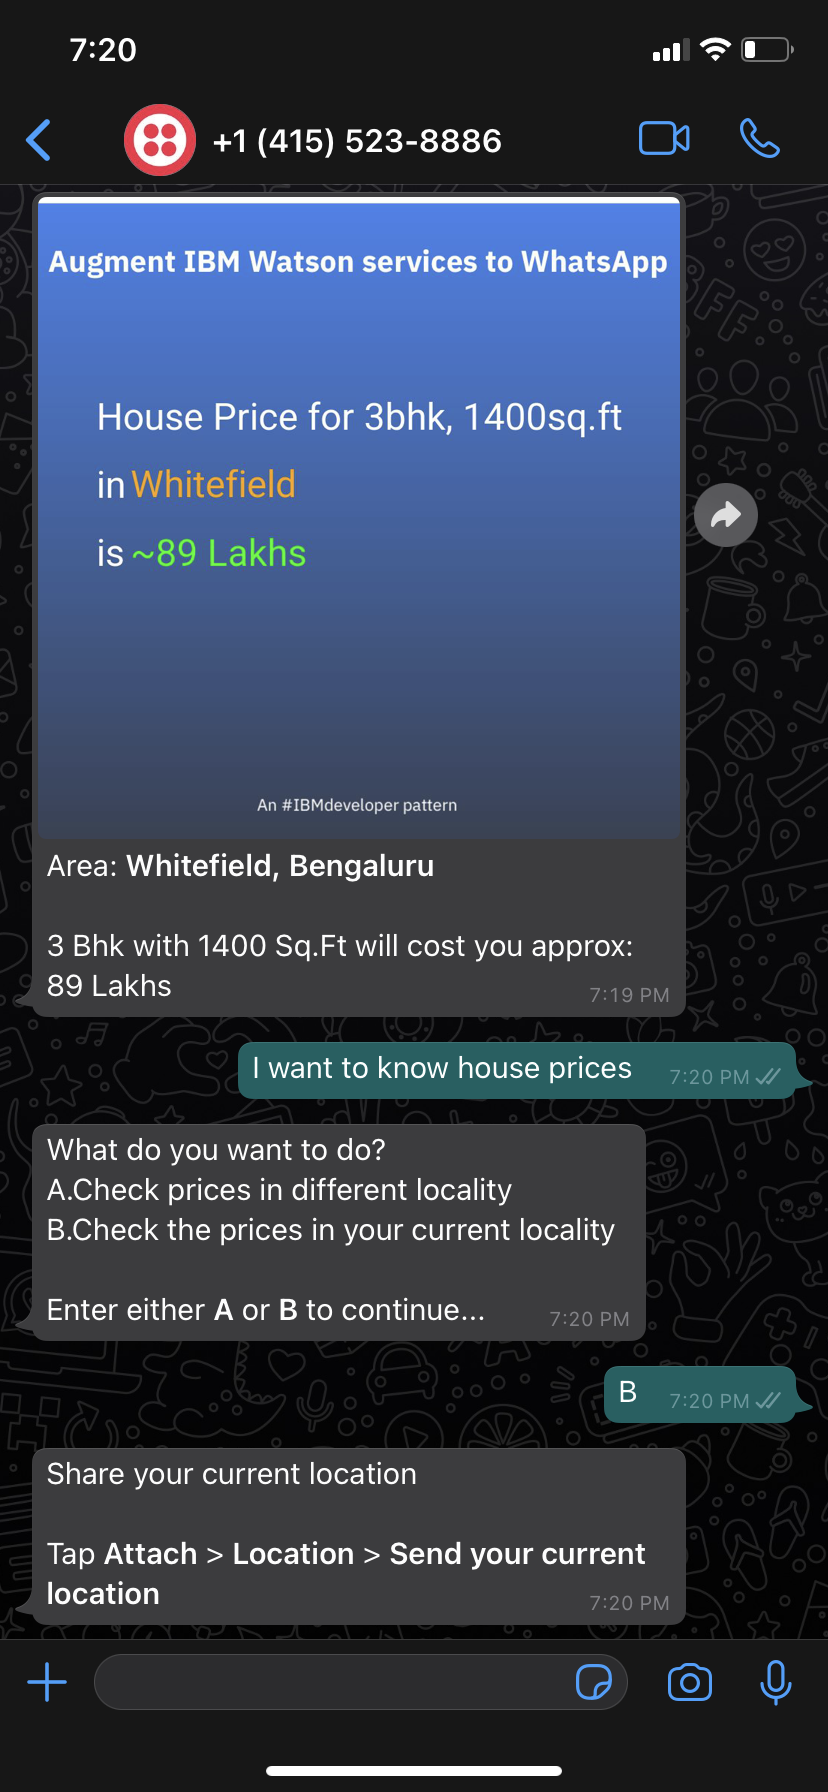 7:20
+1 (415) 523-8886
Augment IBM Watson services to WhatsApp
House Price for 3bhk, 1400sq.ft
in Whitefield
is ~89 Lakhs
An #IBMdeveloper pattern
Area: Whitefield, Bengaluru
3 Bhk with 1400 Sq.Ft will cost you approx:
89 Lakhs
7:19 PM
I want to know house prices 7:20 PM
What do you want to do?
A.Check prices in different locality
B.Check the prices in your current locality
Enter either A or B to continue...
7:20 PM
B 7:20 PM
Share your current location
Tap Attach > Location > Send your current
location
7:20 PM